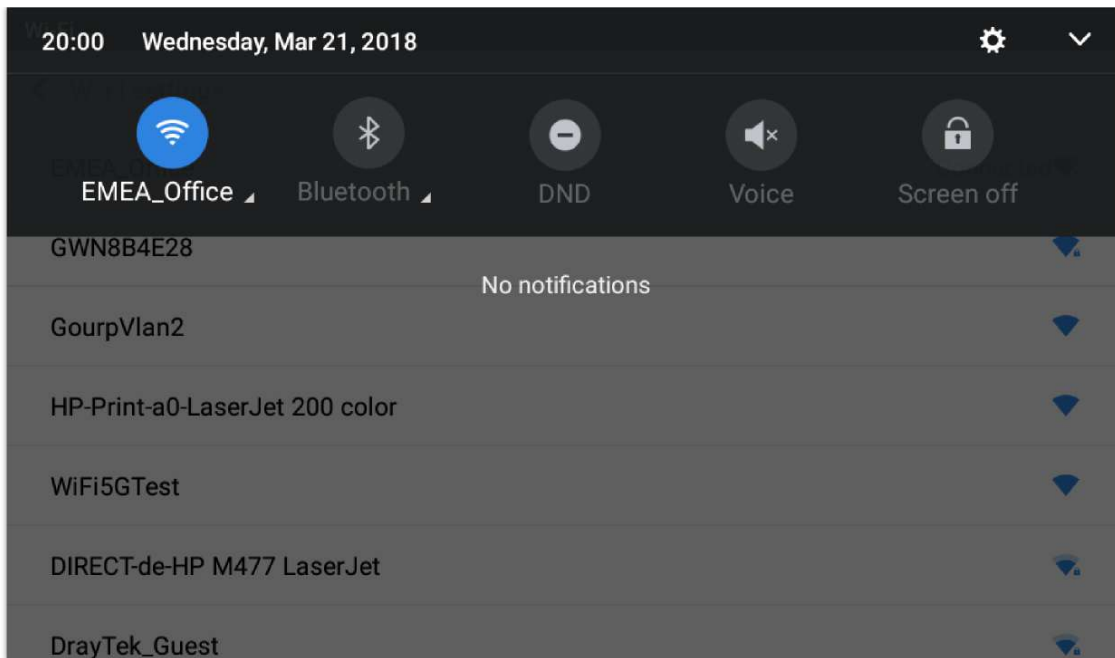 20:00 Wednesday, Mar 21, 2018
EMEA_Office Bluetooth DND Voice Screen off
GWN8B4E28
No notifications
GourpVlan2
HP-Print-a0-LaserJet 200 color
WiFi5GTest
DIRECT-de-HP M477 LaserJet
DrayTek_Guest